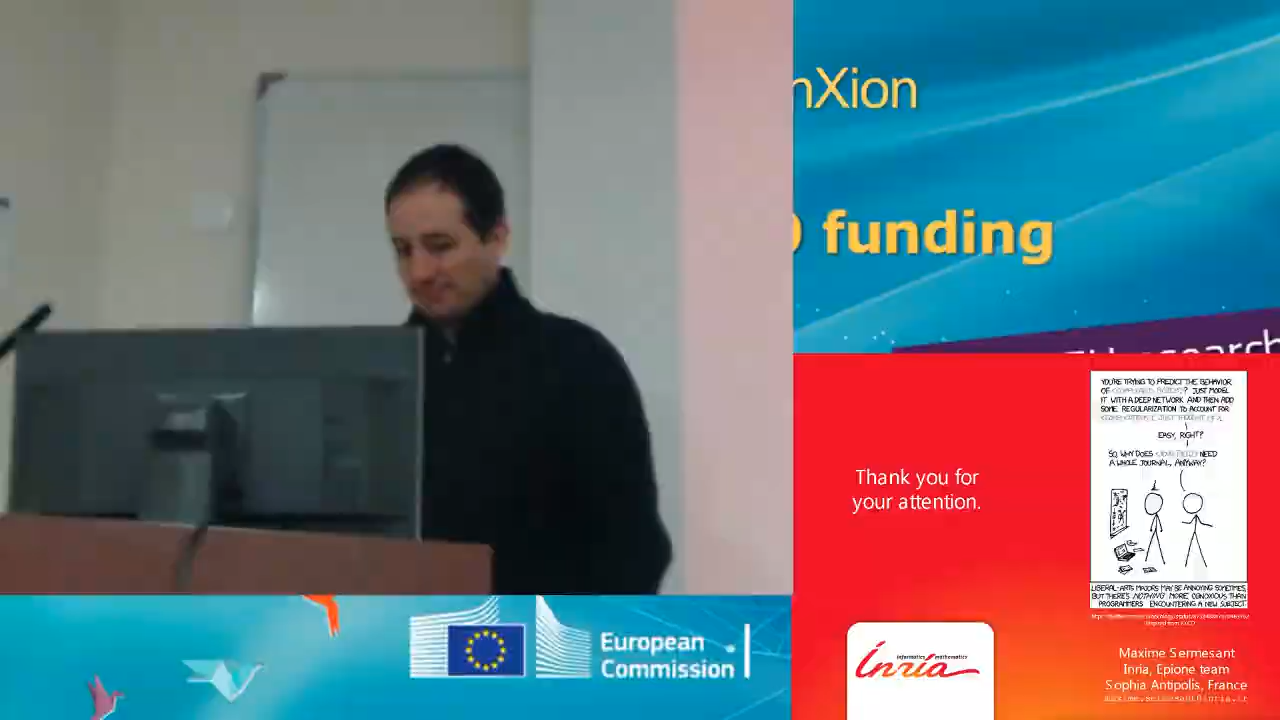 nXion
funding
European
Commission
Thank you for
your attention.
YOU'RE TRYING TO PREDICT THE BEHAVIOR
OF ? JUST MODEL
IT WITH A DEEP NETWORK AND THEN ADD
SOME REGULARIZATION TO ACCOUNT FOR
EASY, RIGHT?
SO, WHY DOES NEED
A WHOLE JOURNAL, ANYWAY?
LIBERAL-ARTS MAJORS MAY BE ANNOYING SOMETIMES,
BUT THERE'S NOTHING MORE OBNOXIOUS THAN
PROGRAMMERS ENCOUNTERING A NEW SUBJECT
informatics mathematics
Inria
Maxime Sermesant
Inria, Epione team
Sophia Antipolis, France